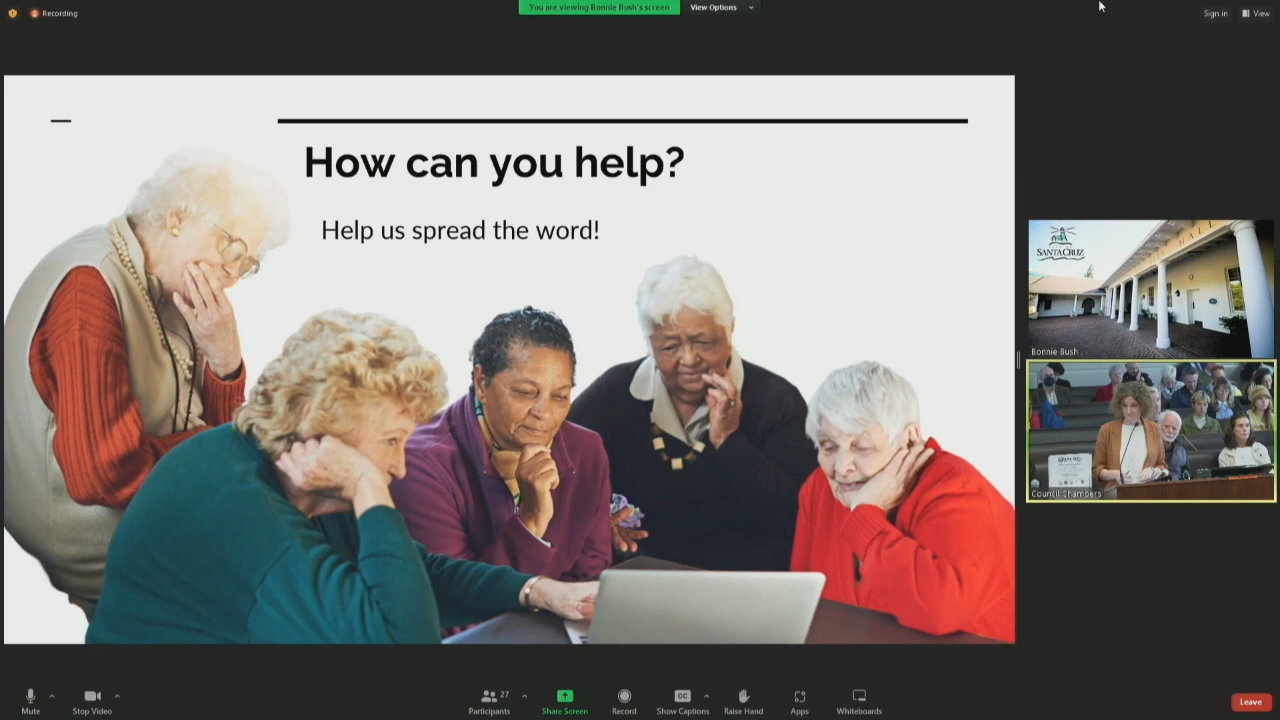 Recording
You are viewing Bonnie Bush's screen
View Options
Sign in
View
How can you help?
Help us spread the word!
SANTA CRUZ
HALL
Bonnie Bush
Council Chambers
Mute
Stop Video
Participants
27
Share Screen
CC
Record
Show Captions
Raise Hand
Apps
Whiteboards
Leave